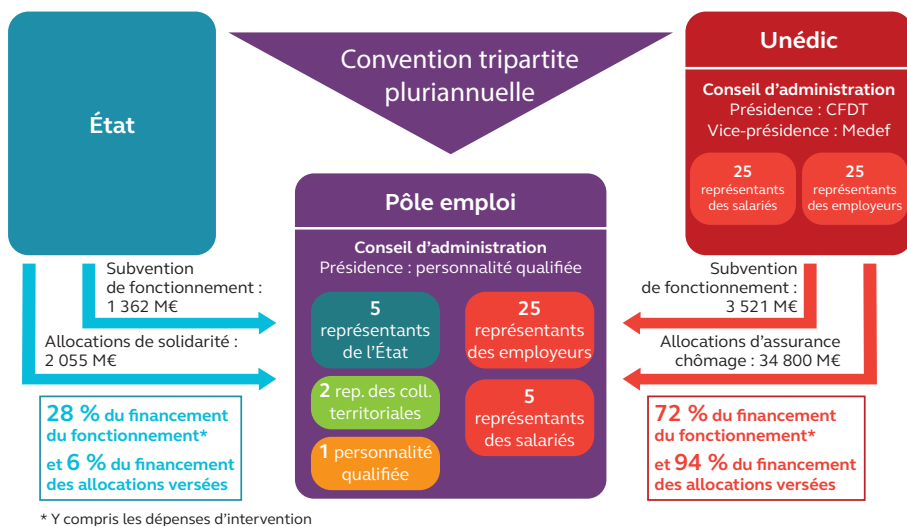 État
Convention tripartite
pluriannuelle
Unédic
Conseil d'administration
Présidence : CFDT
Vice-présidence : Medef
25
représentants
des salariés
25
représentants
des employeurs
Pôle emploi
Conseil d'administration
Présidence : personnalité qualifiée
5
représentants
de l'État
2 rep. des coll.
territoriales
1 personnalité
qualifiée
25
représentants
des employeurs
5
représentants
des salariés
Subvention
de fonctionnement :
1 362 M€
Allocations de solidarité :
2 055 M€
28 % du financement
du fonctionnement*
et 6 % du financement
des allocations versées
Subvention
de fonctionnement :
3 521 M€
Allocations d'assurance
chômage : 34 800 M€
72 % du financement
du fonctionnement*
et 94 % du financement
des allocations versées
* Y compris les dépenses d'intervention